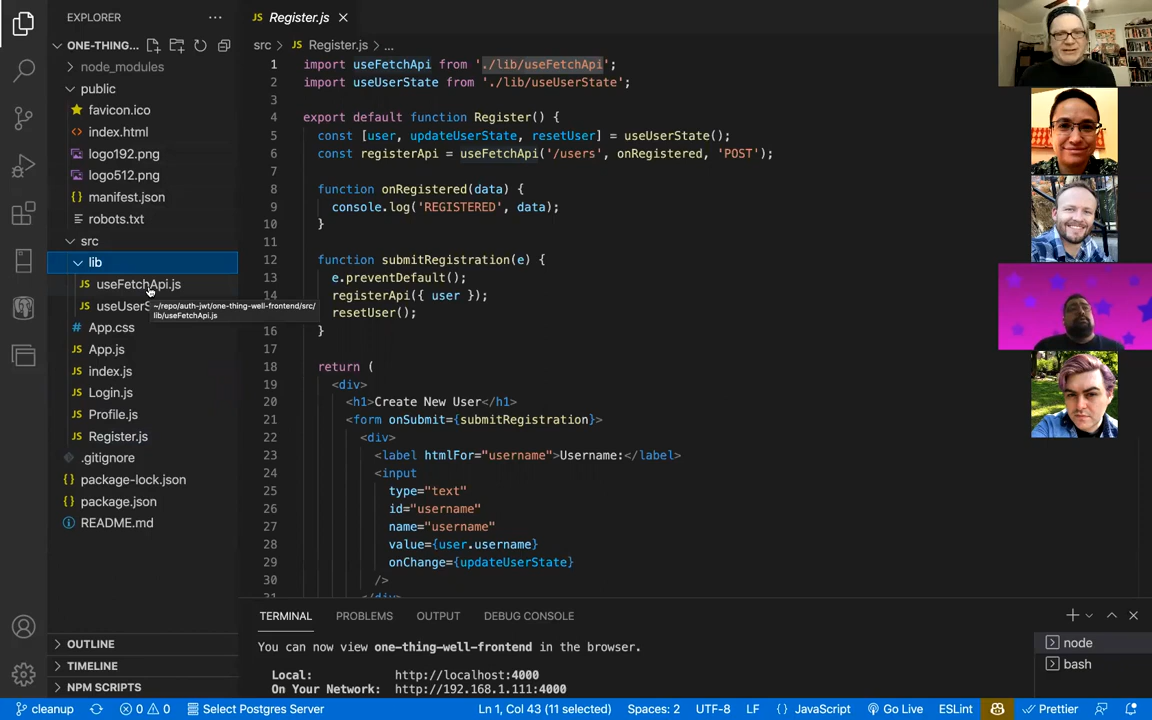 EXPLORER
ONE-THING...
node_modules
public
favicon.ico
index.html
logo192.png
logo512.png
manifest.json
robots.txt
src
lib
useFetchApi.js
useUserS
~/repo/auth-jwt/one-thing-well-frontend/src/
lib/useFetchApi.js
App.css
App.js
index.js
Login.js
Profile.js
Register.js
.gitignore
package-lock.json
package.json
README.md
OUTLINE
TIMELINE
NPM SCRIPTS
JS Register.js
src > JS Register.js > ...
1 import useFetchApi from './lib/useFetchApi';
2 import useUserState from './lib/useUserState';
3
4 export default function Register() {
5 const [user, updateUserState, resetUser] = useUserState();
6 const registerApi = useFetchApi('/users', onRegistered, 'POST');
7
8 function onRegistered(data) {
9 console.log('REGISTERED', data);
10 }
11
12 function submitRegistration(e) {
13 e.preventDefault();
14 registerApi({ user });
15 resetUser();
16 }
17
18 return (
19 <div>
20 <h1>Create New User</h1>
21 <form onSubmit={submitRegistration}>
22 <div>
23 <label htmlFor="username">Username:</label>
24 <input
25 type="text"
26 id="username"
27 name="username"
28 value={user.username}
29 onChange={updateUserState}
30 />
</div>
TERMINAL PROBLEMS OUTPUT DEBUG CONSOLE
You can now view one-thing-well-frontend in the browser.
Local: http://localhost:4000
On Your Network: http://192.168.1.111:4000
node
bash
cleanup 0 0 Select Postgres Server Ln 1, Col 43 (11 selected) Spaces: 2 UTF-8 LF {} JavaScript Go Live ESLint Prettier